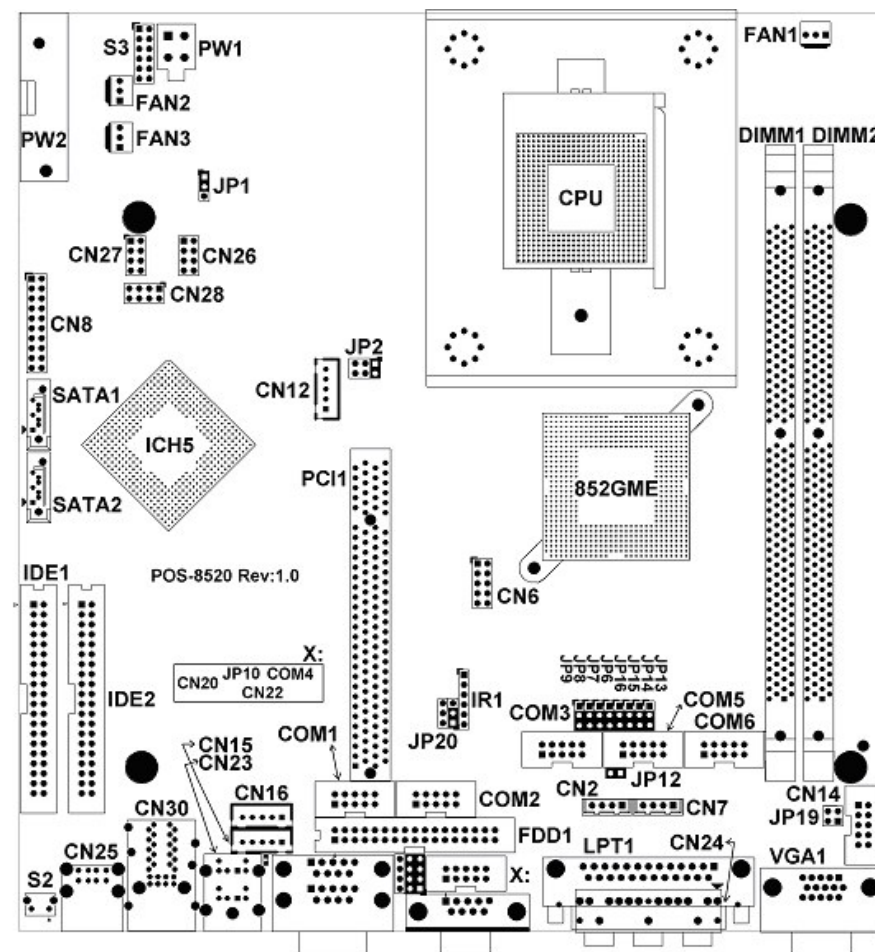 S3
PW1
FAN1
FAN2
PW2
FAN3
DIMM1 DIMM2
JP1
CPU
CN27
CN26
CN28
CN8
JP2
CN12
SATA1
ICH5
PCI1
852GME
SATA2
IDE1
POS-8520 Rev:1.0
CN6
X:
CN20 JP10 COM4
CN22
IDE2
JP9
JP8
JP7
JP6
JP16
JP15
JP14
JP13
IR1
COM3
COM5
COM6
JP20
COM1
CN15
CN23
JP12
CN16
CN2
CN7
CN14
JP19
COM2
CN30
FDD1
LPT1
CN24
VGA1
CN25
S2
X: